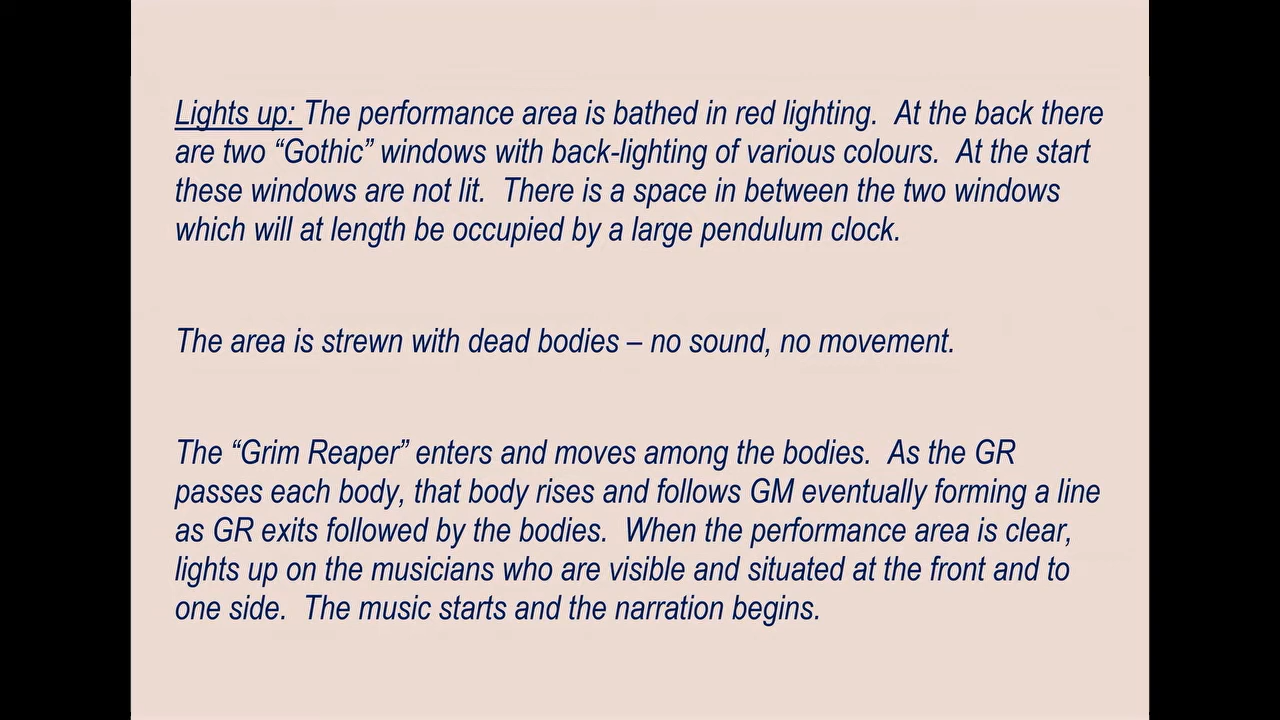 Lights up: The performance area is bathed in red lighting.  At the back there
are two “Gothic” windows with back-lighting of various colours.  At the start
these windows are not lit.  There is a space in between the two windows
which will at length be occupied by a large pendulum clock.
The area is strewn with dead bodies – no sound, no movement.
The “Grim Reaper” enters and moves among the bodies.  As the GR
passes each body, that body rises and follows GM eventually forming a line
as GR exits followed by the bodies.  When the performance area is clear,
lights up on the musicians who are visible and situated at the front and to
one side.  The music starts and the narration begins.